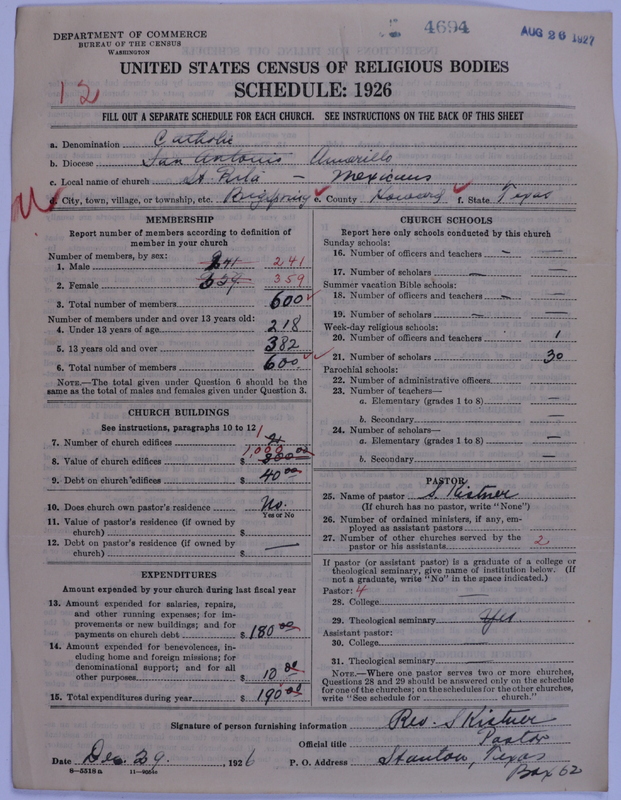 4694
AUG 26 1927
DEPARTMENT OF COMMERCE
BUREAU OF THE CENSUS
WASHINGTON
UNITED STATES CENSUS OF RELIGIOUS BODIES
SCHEDULE: 1926
12
FILL OUT A SEPARATE SCHEDULE FOR EACH CHURCH. SEE INSTRUCTIONS ON THE BACK OF THIS SHEET
a. Denomination Catholic
b. Diocese San Antonio Amarillo
c. Local name of church St Rita – Mexicans
d. City, town, village, or township, etc. Big Spring e. County Howard f. State Texas
MEMBERSHIP
Report number of members according to definition of
member in your church
Number of members, by sex:
1. Male 241 241
2. Female 359 359
3. Total number of members 600
Number of members under and over 13 years old:
4. Under 13 years of age 218
5. 13 years old and over 382
6. Total number of members 600
NOTE.—The total given under Question 6 should be
same as the total of males and females given under Question 3.
CHURCH BUILDINGS
See instructions, paragraphs 10 to 12
7. Number of church edifices 1
8. Value of church edifices $ 1,000 800 00
9. Debt on church edifices $ 40 00
10. Does church own pastor's residence No.
Yes or No
11. Value of pastor's residence (if owned by
church) $
12. Debt on pastor's residence (if owned by
church) $ —
EXPENDITURES
Amount expended by your church during last fiscal year
13. Amount expended for salaries, repairs,
and other running expenses; for im-
provements or new buildings; and for
payments on church debt $ 180 00
14. Amount expended for benevolences, in-
cluding home and foreign missions; for
denominational support; and for all
other purposes $ 10 00
15. Total expenditures during year $ 190 00
CHURCH SCHOOLS
Report here only schools conducted by this church
Sunday schools:
16. Number of officers and teachers — —
17. Number of scholars — —
Summer vacation Bible schools:
18. Number of officers and teachers — —
19. Number of scholars — —
Week-day religious schools:
20. Number of officers and teachers 1
21. Number of scholars 30
Parochial schools:
22. Number of administrative officers —
23. Number of teachers—
a. Elementary (grades 1 to 8) —
b. Secondary —
24. Number of scholars—
a. Elementary (grades 1 to 8) —
b. Secondary —
PASTOR
25. Name of pastor S. Kistner
(If church has no pastor, write "None")
26. Number of ordained ministers, if any, em-
ployed as assistant pastors
27. Number of other churches served by the
pastor or his assistants 2
If pastor (or assistant pastor) is a graduate of a college or
theological seminary, give name of institution below. (If
not a graduate, write "No" in the space indicated.)
Pastor: 4
28. College —
29. Theological seminary Yes
Assistant pastor:
30. College —
31. Theological seminary —
NOTE.—Where one pastor serves two or more churches,
Questions 28 and 29 should be answered only on the schedule
for one of the churches; on the schedules for the other churches,
write "See schedule for church."
Signature of person furnishing information Rev. S Kistner
Official title Pastor
Date Dec. 29, 1926 P. O. Address Stanton, Texas
Box 62
8—5518a 11—9004a